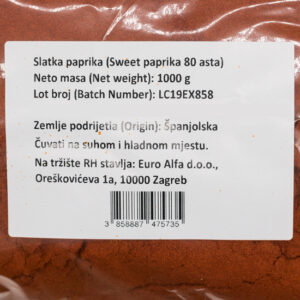 Slatka paprika (Sweet paprika 80 asta)
Neto masa (Net weight): 1000 g
Lot broj (Batch Number): LC19EX858
Zemlje podrijetla (Origin): Španjolska
Čuvati na suhom i hladnom mjestu.
Na tržište RH stavlja: Euro Alfa d.o.o.,
Oreškovićeva 1a, 10000 Zagreb
3 858887 475735